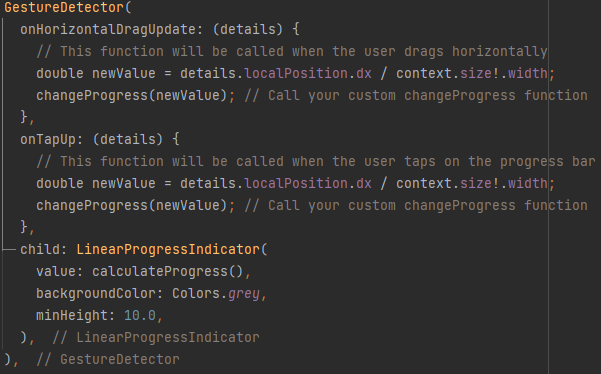 GestureDetector(
  onHorizontalDragUpdate: (details) {
    // This function will be called when the user drags horizontally
    double newValue = details.localPosition.dx / context.size!.width;
    changeProgress(newValue); // Call your custom changeProgress function
  },
  onTapUp: (details) {
    // This function will be called when the user taps on the progress bar
    double newValue = details.localPosition.dx / context.size!.width;
    changeProgress(newValue); // Call your custom changeProgress function
  },
  child: LinearProgressIndicator(
    value: calculateProgress(),
    backgroundColor: Colors.grey,
    minHeight: 10.0,
  ),  // LinearProgressIndicator
),  // GestureDetector